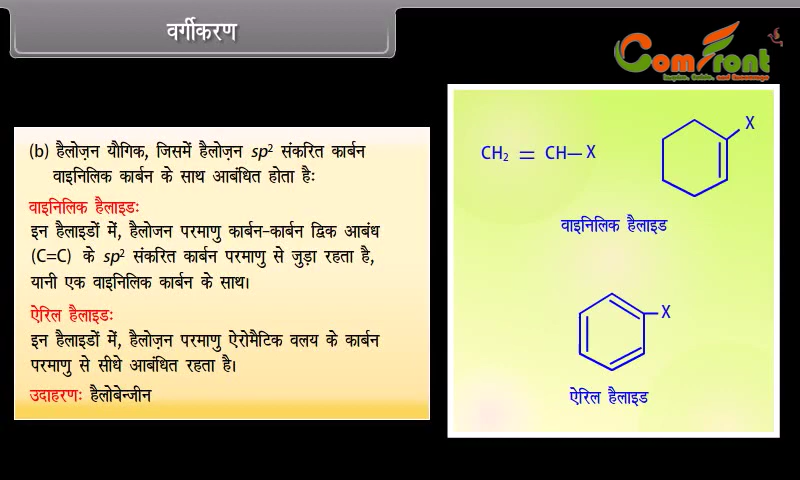 वर्गीकरण
ComFront
Inspire, Guide, and Encourage
(b) हैलोज़न यौगिक, जिसमें हैलोज़न sp² संकरित कार्बन
वाइनिलिक कार्बन के साथ आबंधित होता है:
वाइनिलिक हैलाइड:
इन हैलाइडों में, हैलोजन परमाणु कार्बन-कार्बन द्विक आबंध
(C=C) के sp² संकरित कार्बन परमाणु से जुड़ा रहता है,
यानी एक वाइनिलिक कार्बन के साथ।
ऐरिल हैलाइड:
इन हैलाइडों में, हैलोज़न परमाणु ऐरोमैटिक वलय के कार्बन
परमाणु से सीधे आबंधित रहता है।
उदाहरण: हैलोबेन्जीन
CH₂ = CH—X
X
वाइनिलिक हैलाइड
X
ऐरिल हैलाइड